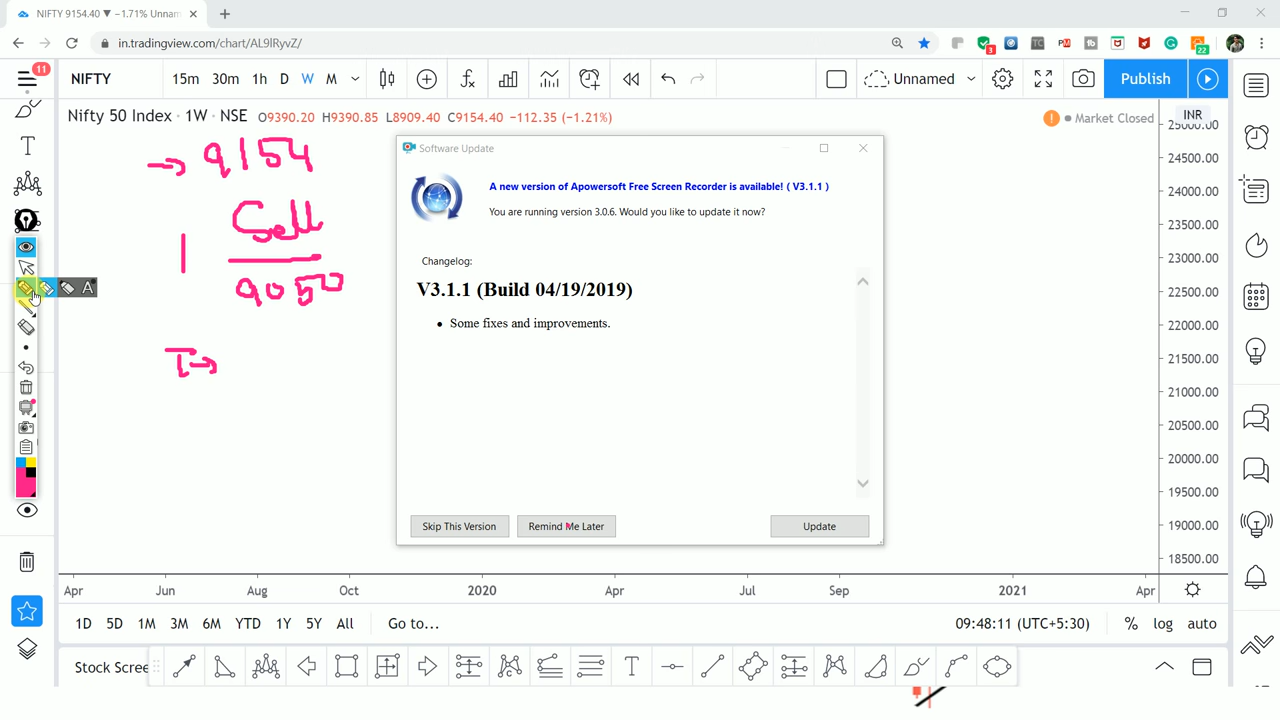 NIFTY 9154.40 ▼ −1.71% Unnam
in.tradingview.com/chart/AL9lRyvZ/
3
22
11
NIFTY 15m 30m 1h D W M Unnamed Publish
Nifty 50 Index · 1W · NSE O9390.20 H9390.85 L8909.40 C9154.40 −112.35 (−1.21%)
Market Closed
INR
25000.00
24500.00
24000.00
23500.00
23000.00
22500.00
22000.00
21500.00
21000.00
20500.00
20000.00
19500.00
19000.00
18500.00
→ 9154
Sell
9050
Software Update
A new version of Apowersoft Free Screen Recorder is available! ( V3.1.1 )
You are running version 3.0.6. Would you like to update it now?
Changelog:
V3.1.1 (Build 04/19/2019)
• Some fixes and improvements.
Skip This Version Remind Me Later Update
Apr Jun Aug Oct 2020 Apr Jul Sep 2021 Apr
1D 5D 1M 3M 6M YTD 1Y 5Y All Go to... 09:48:11 (UTC+5:30) % log auto
Stock Scree